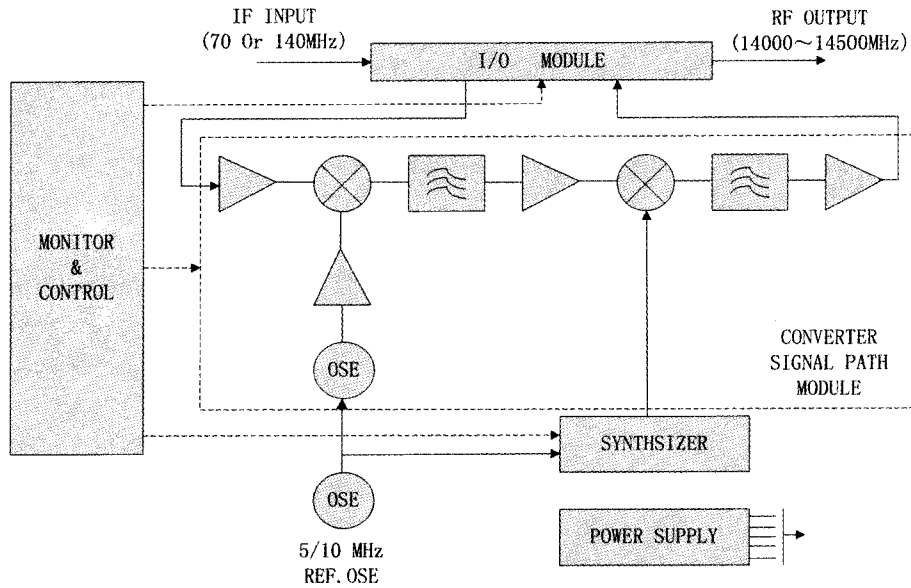 IF INPUT
(70 Or 140MHz)
RF OUTPUT
(14000～14500MHz)
I/O MODULE
MONITOR
&
CONTROL
OSE
CONVERTER
SIGNAL PATH
MODULE
SYNTHSIZER
OSE
5/10 MHz
REF.OSE
POWER SUPPLY